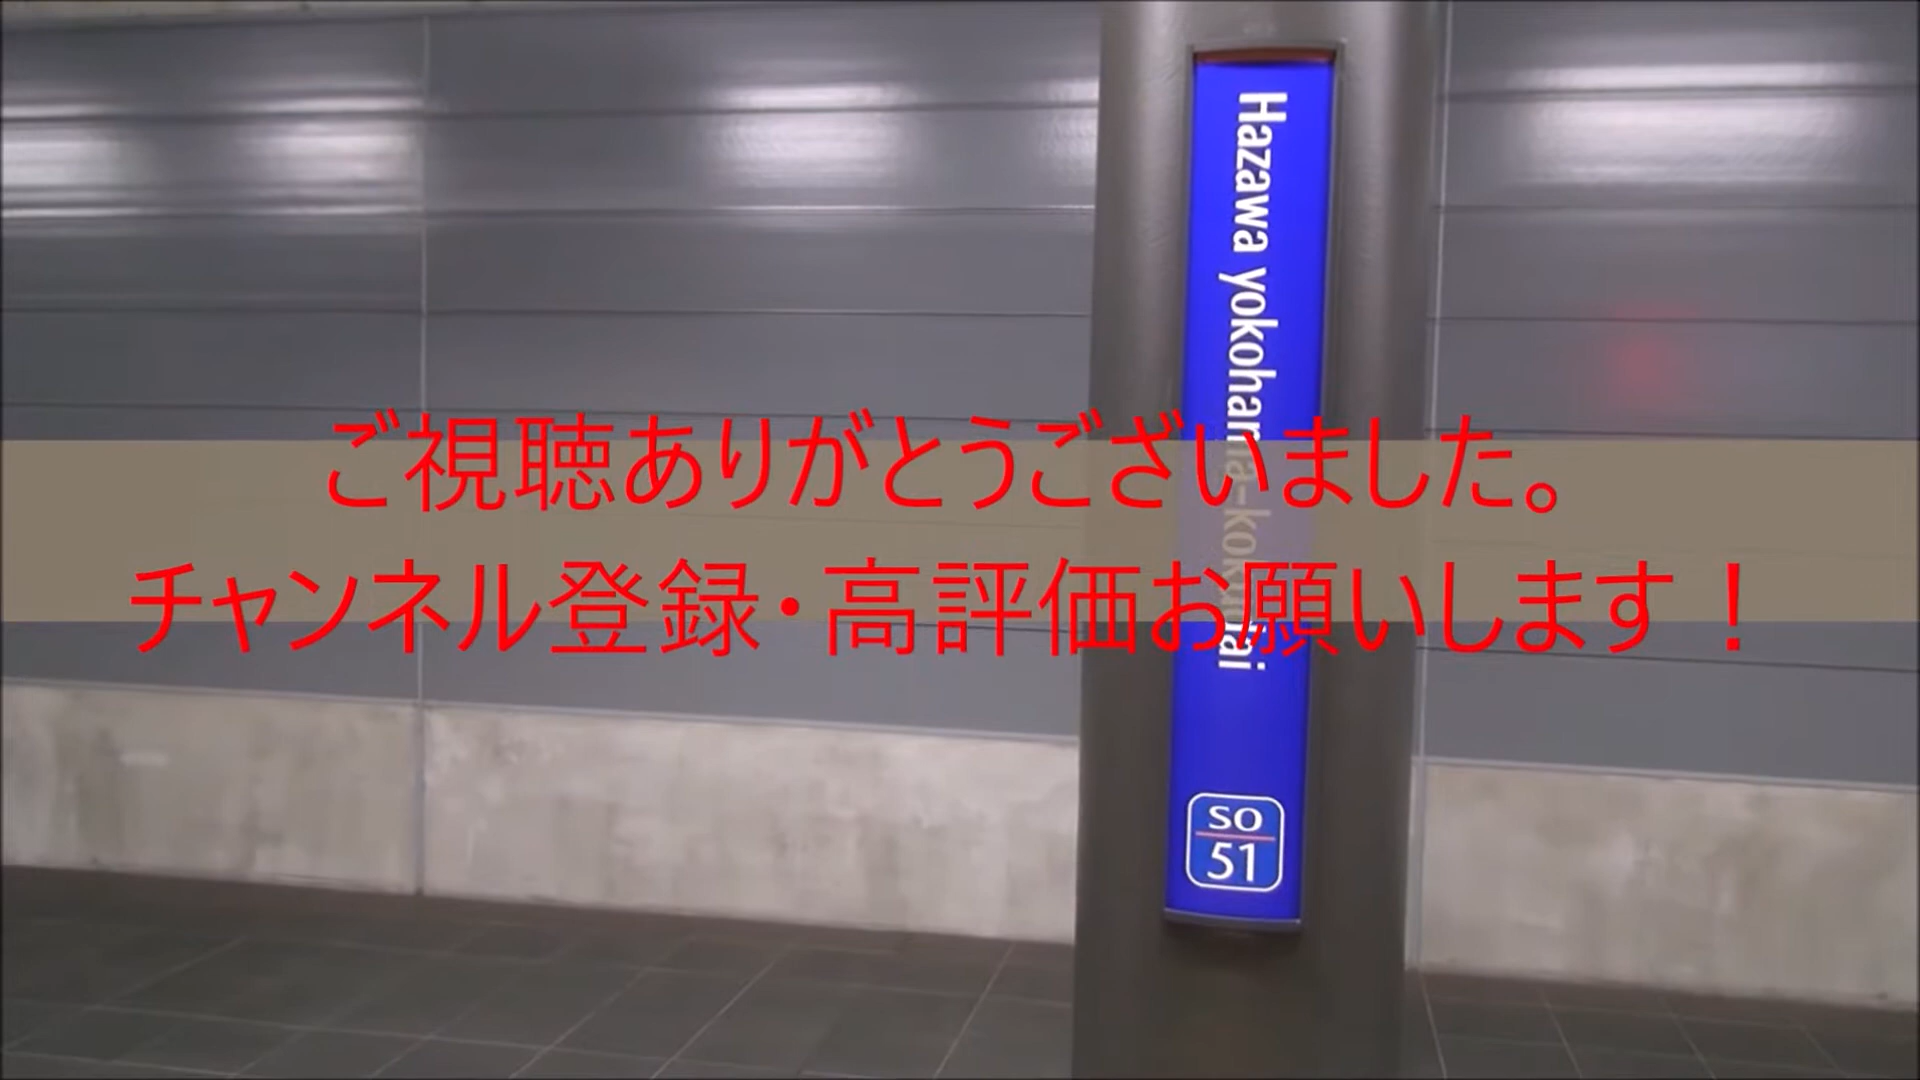 Hazawa yokohama-kokudai
ご視聴ありがとうございました。
チャンネル登録・高評価お願いします！
SO
51